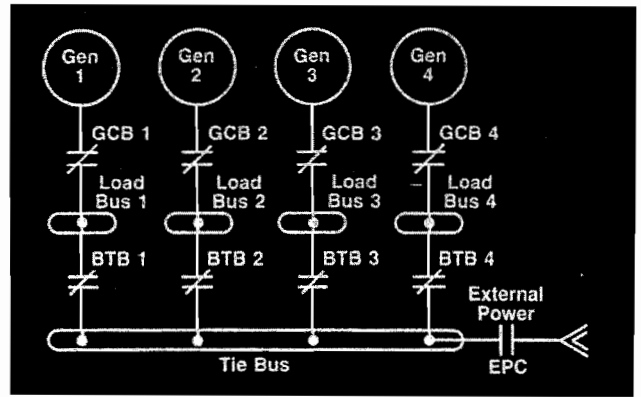 Gen
1
Gen
2
Gen
3
Gen
4
GCB 1
GCB 2
GCB 3
GCB 4
Load
Bus 1
Load
Bus 2
Load
Bus 3
Load
Bus 4
BTB 1
BTB 2
BTB 3
BTB 4
External
Power
EPC
Tie Bus